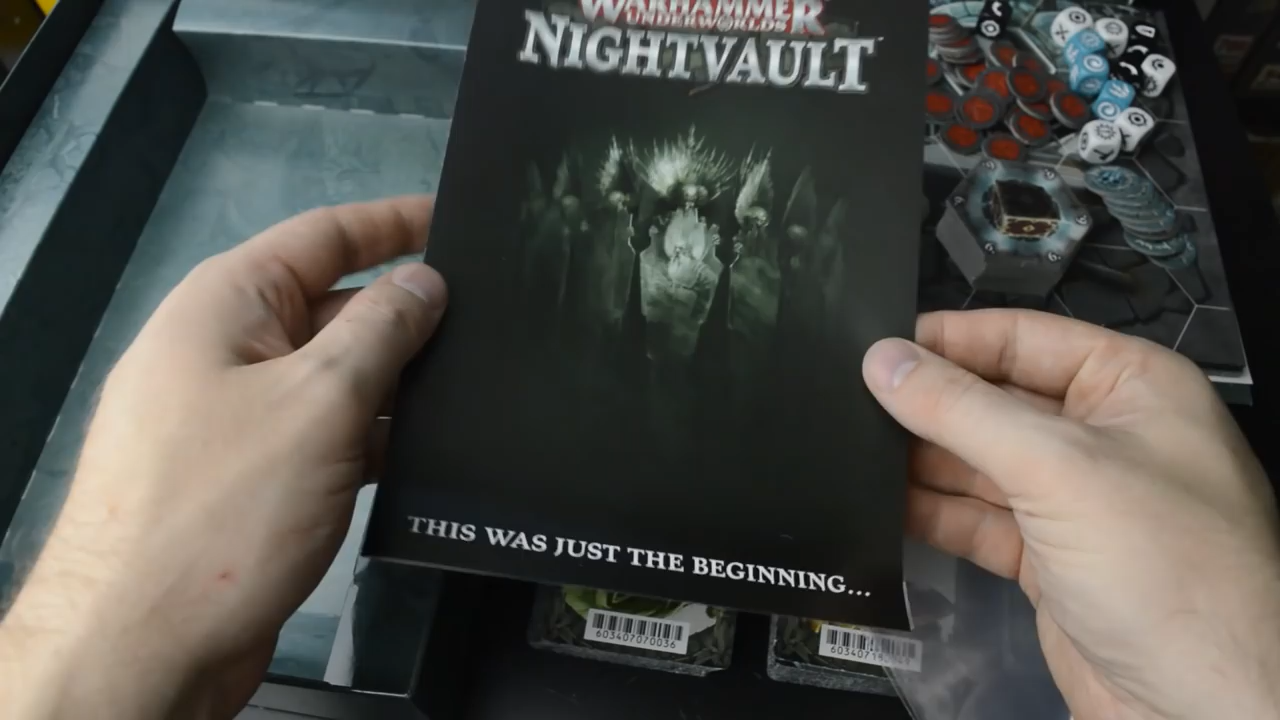 WARHAMMER
UNDERWORLDS
NIGHTVAULT
THIS WAS JUST THE BEGINNING...
603407070036